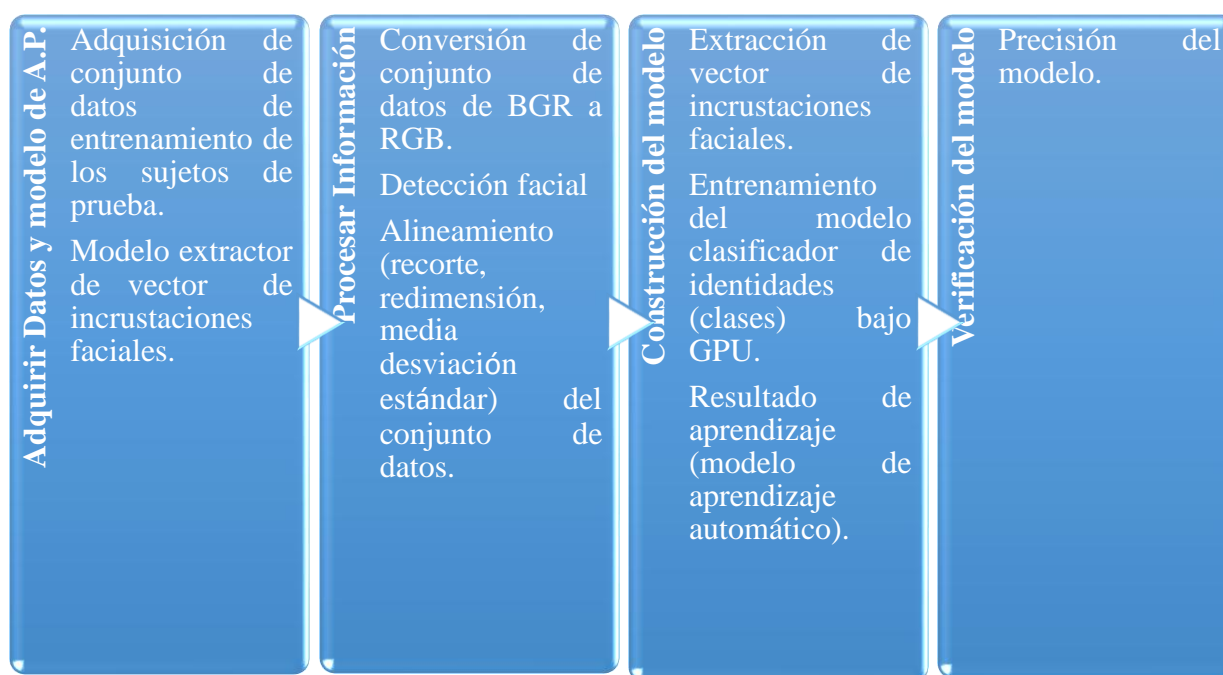 Adquirir Datos y modelo de A.P.
Adquisición de
conjunto de
datos de
entrenamiento de
los sujetos de
prueba.
Modelo extractor
de vector de
incrustaciones
faciales.
Procesar Información
Conversión de
conjunto de
datos de BGR a
RGB.
Detección facial
Alineamiento
(recorte,
redimensión,
media
desviación
estándar) del
conjunto de
datos.
Construcción del modelo
Extracción de
vector de
incrustaciones
faciales.
Entrenamiento
del modelo
clasificador de
identidades
(clases) bajo
GPU.
Resultado de
aprendizaje
(modelo de
aprendizaje
automático).
Verificación del modelo
Precisión del
modelo.